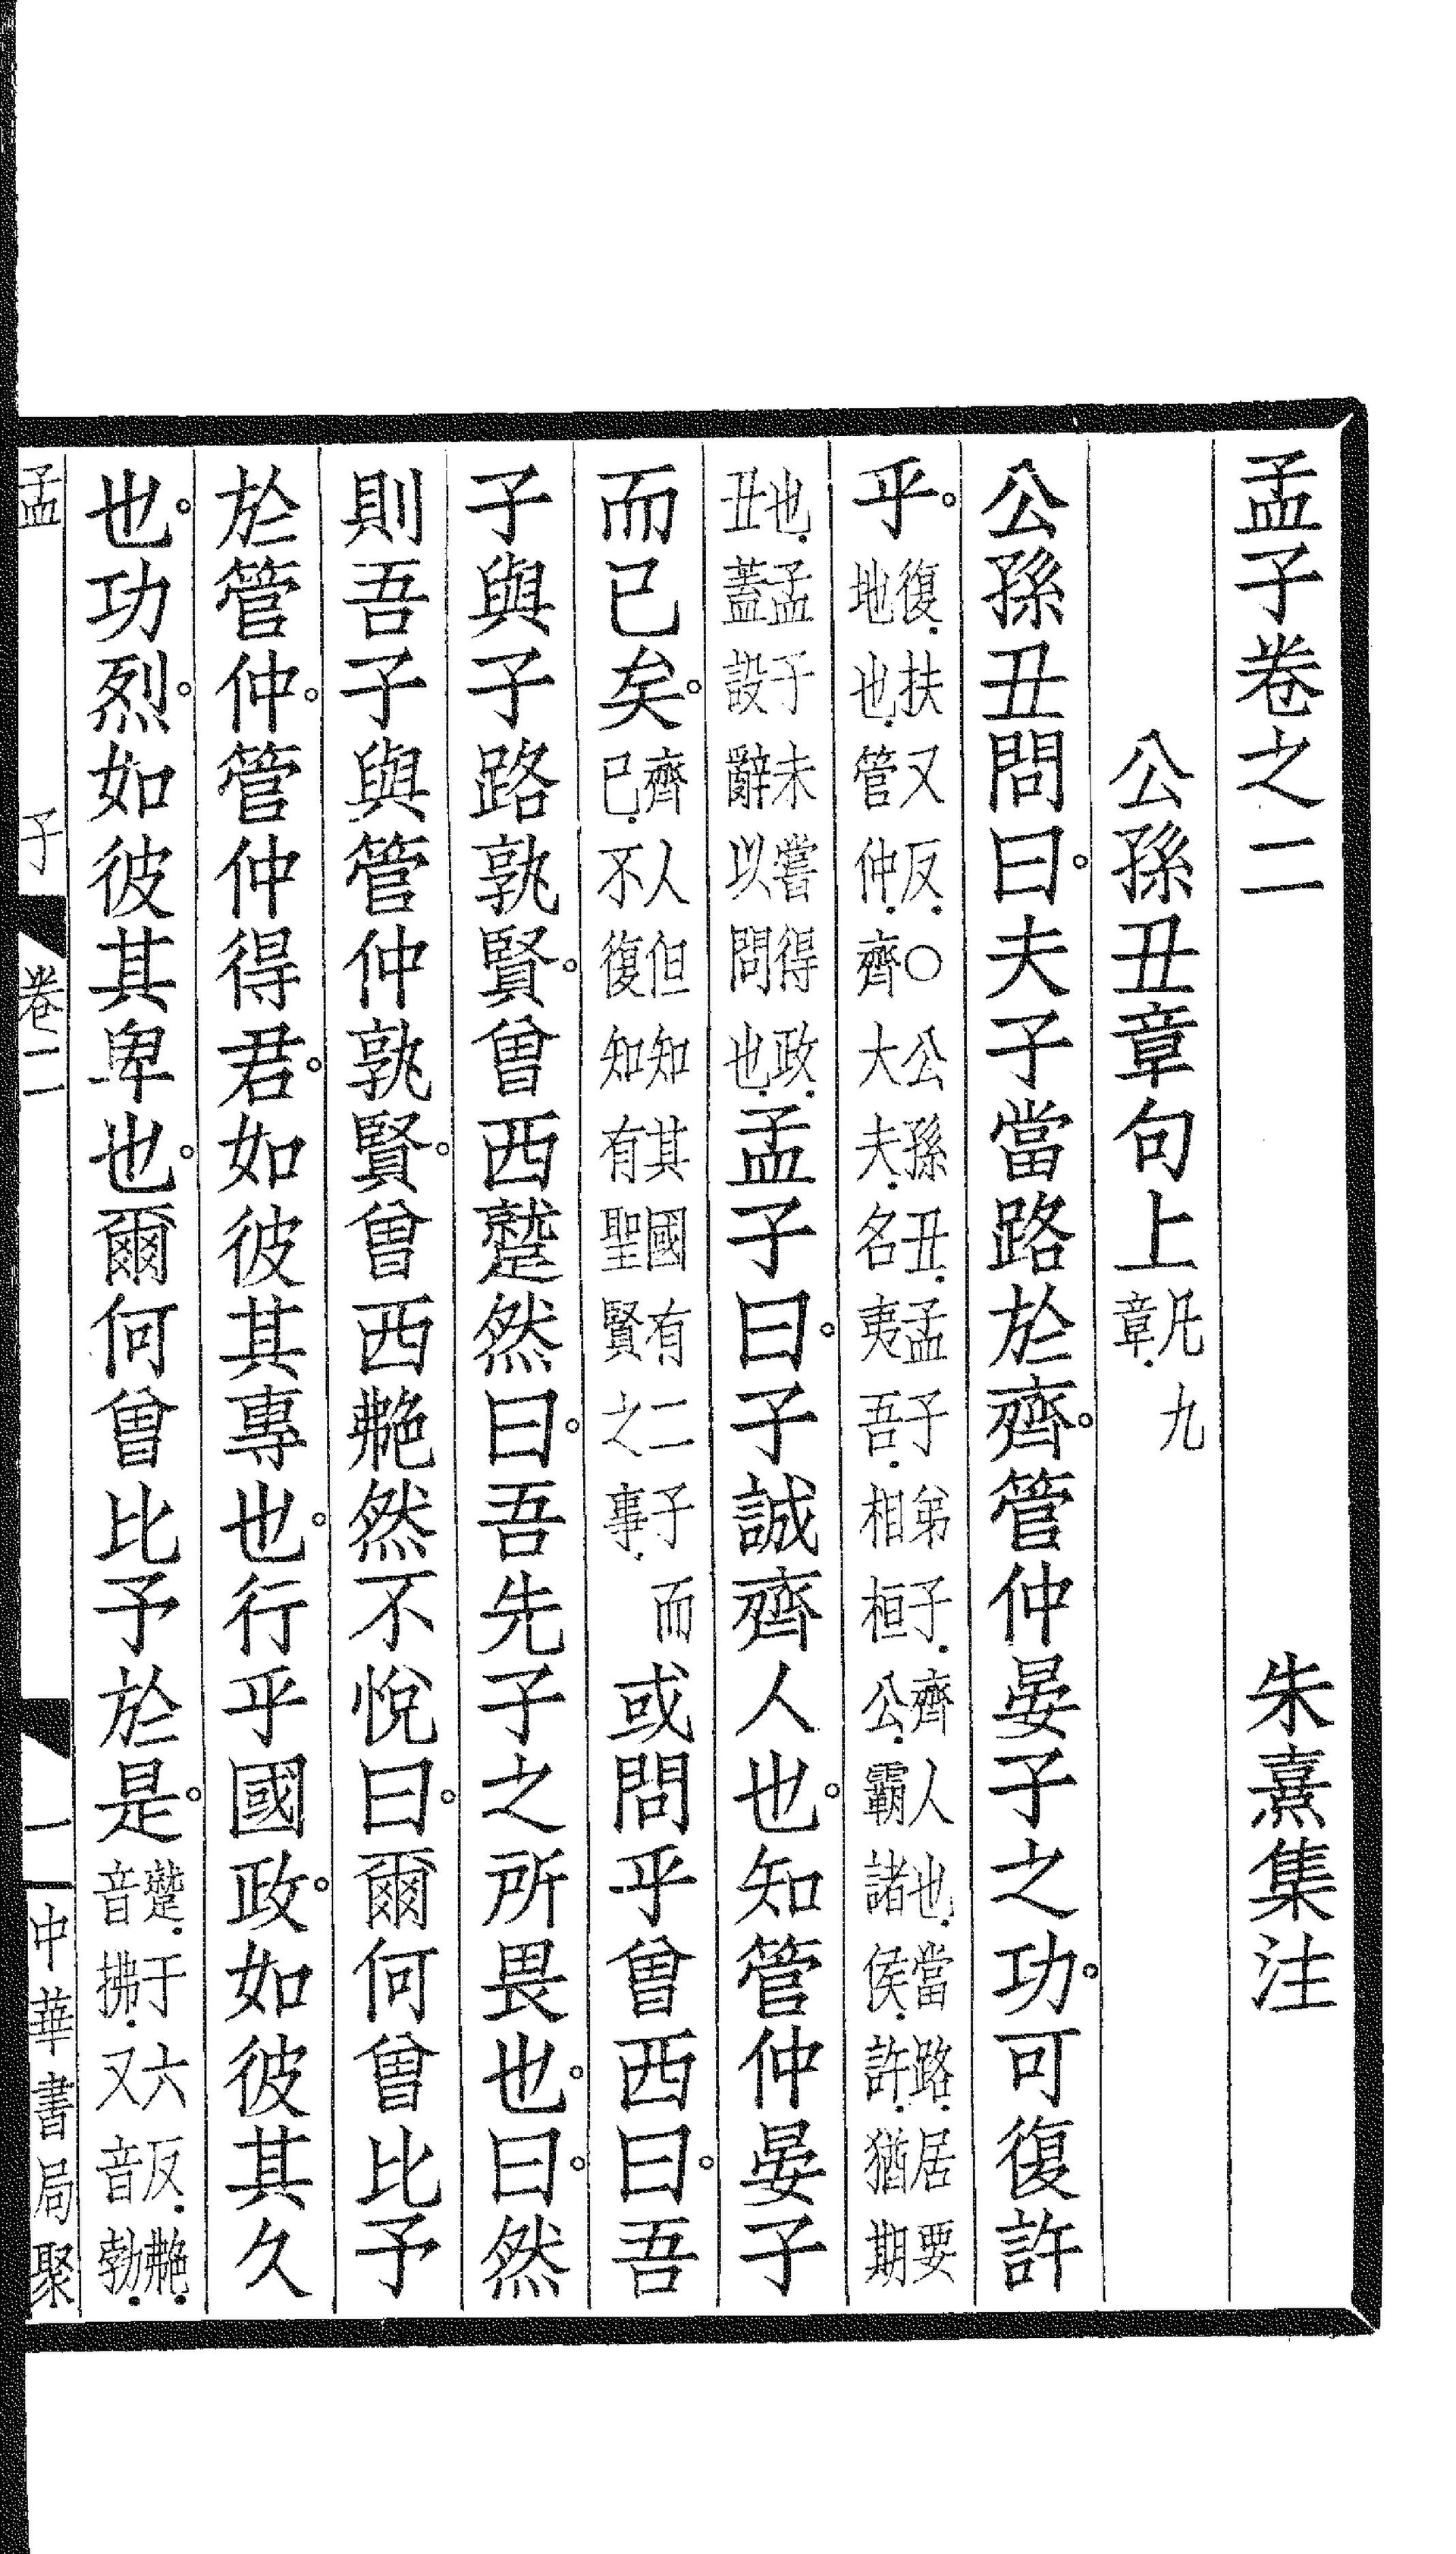 孟子卷之二　朱熹集注
公孫丑章句上凡九章.
公孫丑問曰。夫子當路於齊。管仲晏子之功。可復許
乎。復.扶又反.○公孫丑.孟子弟子.齊人也.當路.居要地也.管仲.齊大夫.名夷吾.相桓公.霸諸侯.許.猶期
也.孟子未嘗得政.丑蓋設辭以問也.孟子曰。子誠齊人也。知管仲晏子
而已矣。齊人但知其國有二子而已.不復知有聖賢之事.或問乎曾西曰。吾
子與子路孰賢。曾西蹵然曰。吾先子之所畏也。曰。然
則吾子與管仲孰賢。曾西艴然不悅曰。爾何曾比予
於管仲。管仲得君。如彼其專也。行乎國政。如彼其久
也。功烈。如彼其卑也。爾何曾比予於是。蹵.子六反.艴.音拂.又音勃.
孟子　卷二　一　中華書局聚